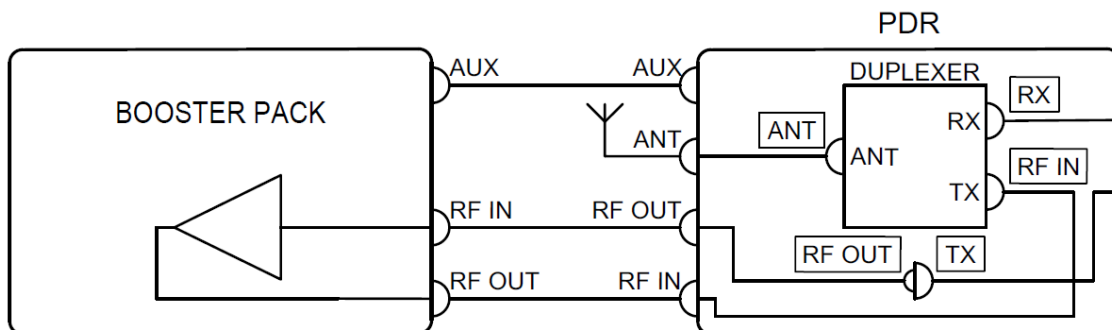 PDR
BOOSTER PACK
AUX
AUX
DUPLEXER
RX
RX
ANT
ANT
ANT
RF IN
TX
RF IN
RF OUT
RF OUT
TX
RF OUT
RF IN